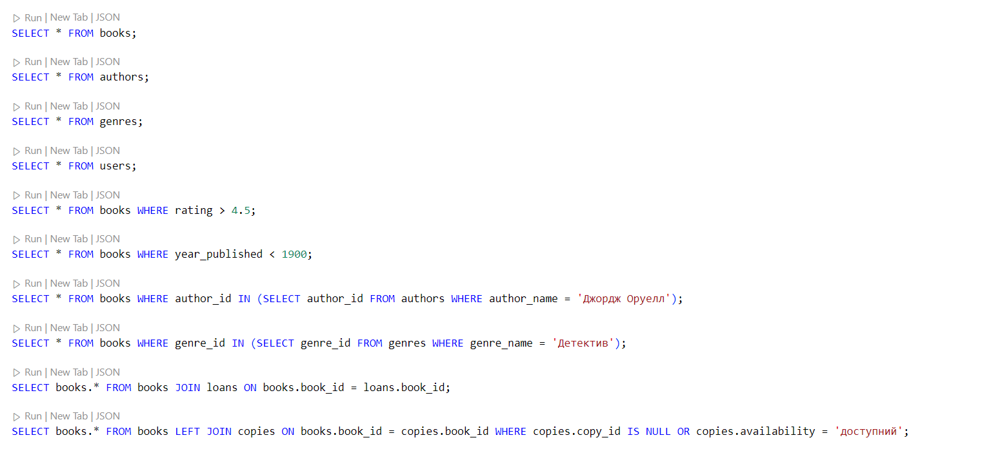 ▷ Run | New Tab | JSON
SELECT * FROM books;
▷ Run | New Tab | JSON
SELECT * FROM authors;
▷ Run | New Tab | JSON
SELECT * FROM genres;
▷ Run | New Tab | JSON
SELECT * FROM users;
▷ Run | New Tab | JSON
SELECT * FROM books WHERE rating > 4.5;
▷ Run | New Tab | JSON
SELECT * FROM books WHERE year_published < 1900;
▷ Run | New Tab | JSON
SELECT * FROM books WHERE author_id IN (SELECT author_id FROM authors WHERE author_name = 'Джордж Оруелл');
▷ Run | New Tab | JSON
SELECT * FROM books WHERE genre_id IN (SELECT genre_id FROM genres WHERE genre_name = 'Детектив');
▷ Run | New Tab | JSON
SELECT books.* FROM books JOIN loans ON books.book_id = loans.book_id;
▷ Run | New Tab | JSON
SELECT books.* FROM books LEFT JOIN copies ON books.book_id = copies.book_id WHERE copies.copy_id IS NULL OR copies.availability = 'доступний';